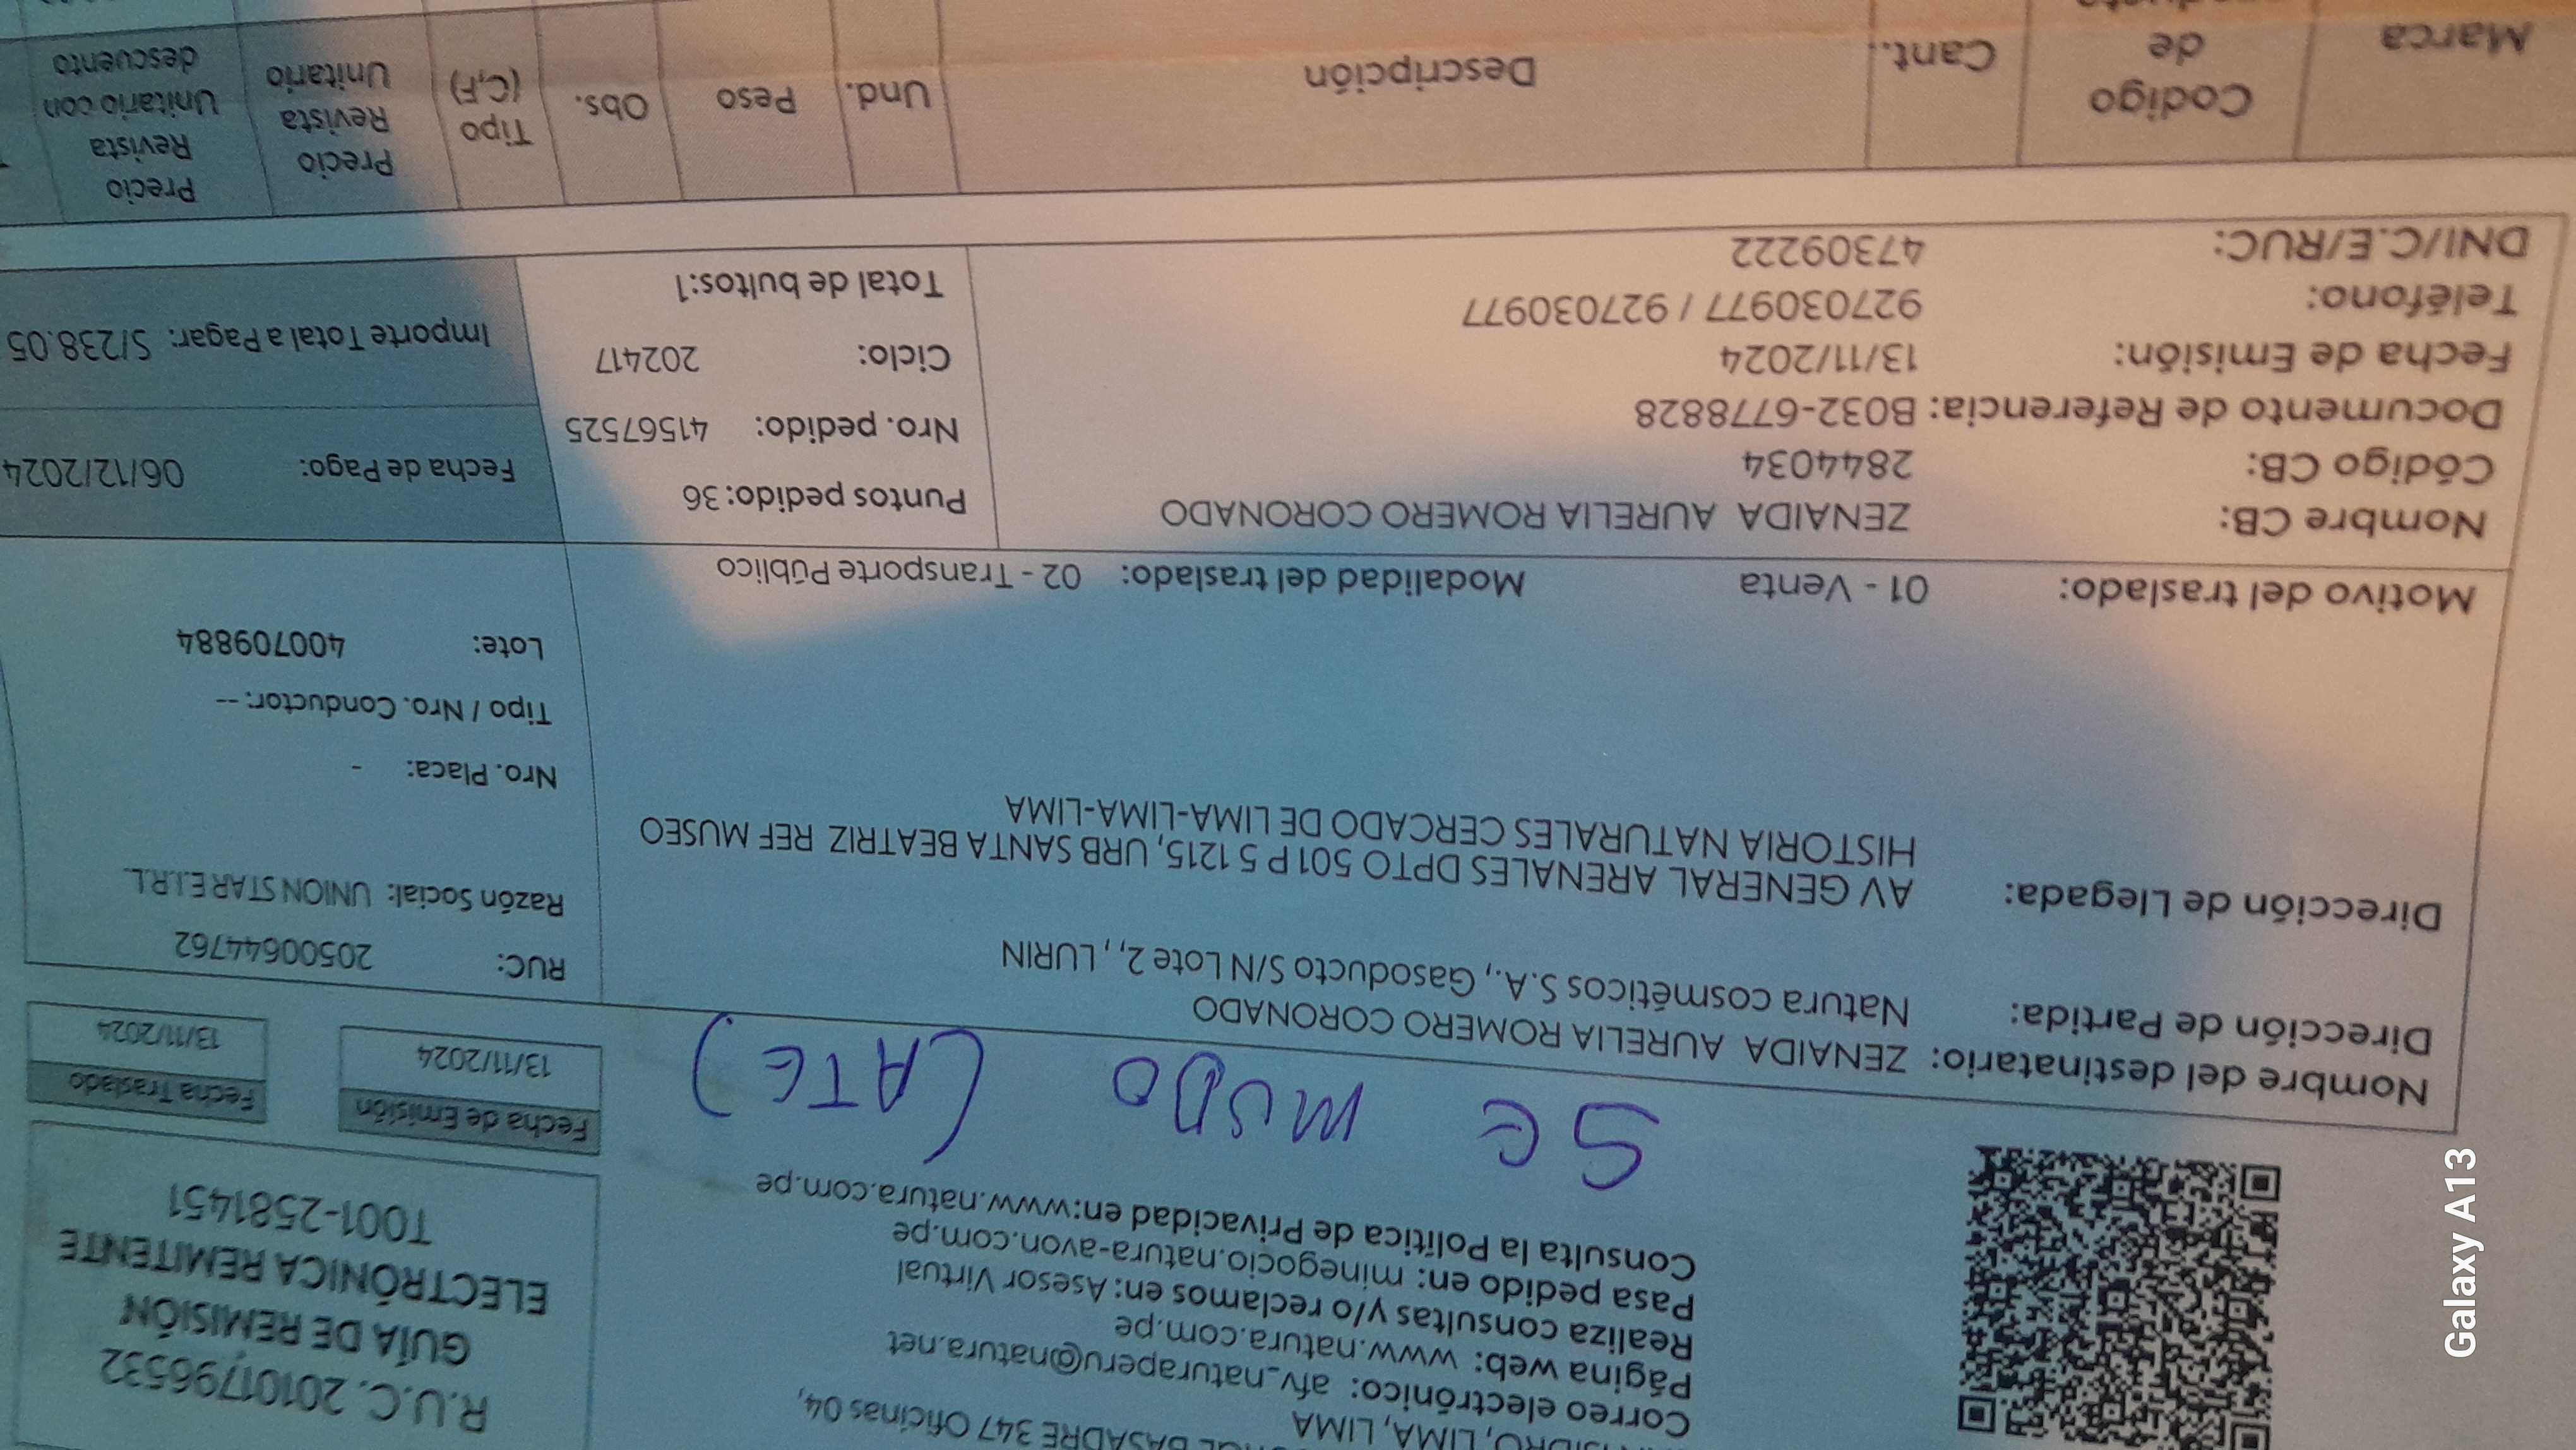 BASADRE 347 Oficinas 04,
ISIDRO, LIMA, LIMA
Correo electrónico: afv_naturaperu@natura.net
Página web: www.natura.com.pe
Realiza consultas y/o reclamos en: Asesor Virtual
Pasa pedido en: minegocio.natura-avon.com.pe
Consulta la Política de Privacidad en:www.natura.com.pe
R.U.C. 20101796532
GUÍA DE REMISIÓN
ELECTRÓNICA REMITENTE
T001-2581451
SE MUDO (ATE)
Fecha de Emisión
13/11/2024
Fecha Traslado
13/11/2024
Nombre del destinatario: ZENAIDA AURELIA ROMERO CORONADO
Dirección de Partida: Natura cosméticos S.A., Gasoducto S/N Lote 2, , LURIN
Dirección de Llegada: AV GENERAL ARENALES DPTO 501 P 5 1215, URB SANTA BEATRIZ REF MUSEO
HISTORIA NATURALES CERCADO DE LIMA-LIMA-LIMA
RUC: 20500644762
Razón Social: UNION STAR E.I.R.L.
Nro. Placa: -
Tipo / Nro. Conductor: --
Lote: 400709884
Motivo del traslado: 01 - Venta Modalidad del traslado: 02 - Transporte Público
Nombre CB: ZENAIDA AURELIA ROMERO CORONADO
Código CB: 2844034
Documento de Referencia: B032-6778828
Fecha de Emisión: 13/11/2024
Teléfono: 927030977 / 927030977
DNI/C.E/RUC: 47309222
Puntos pedido: 36
Nro. pedido: 41567525
Ciclo: 202417
Total de bultos:1
Fecha de Pago: 06/12/2024
Importe Total a Pagar: S/238.05
Marca
Codigo
de
Cant.
Descripción
Und.
Peso
Obs.
Tipo
(C,F)
Precio
Revista
Unitario
Precio
Revista
Unitario con
descuento
Galaxy A13